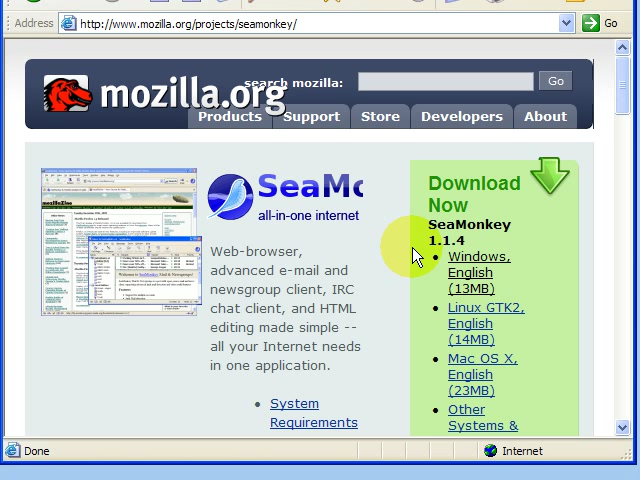 Address http://www.mozilla.org/projects/seamonkey/ Go
search mozilla: Go
mozilla.org
Products Support Store Developers About
SeaMo
all-in-one internet
Web-browser,
advanced e-mail and
newsgroup client, IRC
chat client, and HTML
editing made simple --
all your Internet needs
in one application.
System
Requirements
Download
Now
SeaMonkey
1.1.4
Windows,
English
(13MB)
Linux GTK2,
English
(14MB)
Mac OS X,
English
(23MB)
Other
Systems &
Done Internet